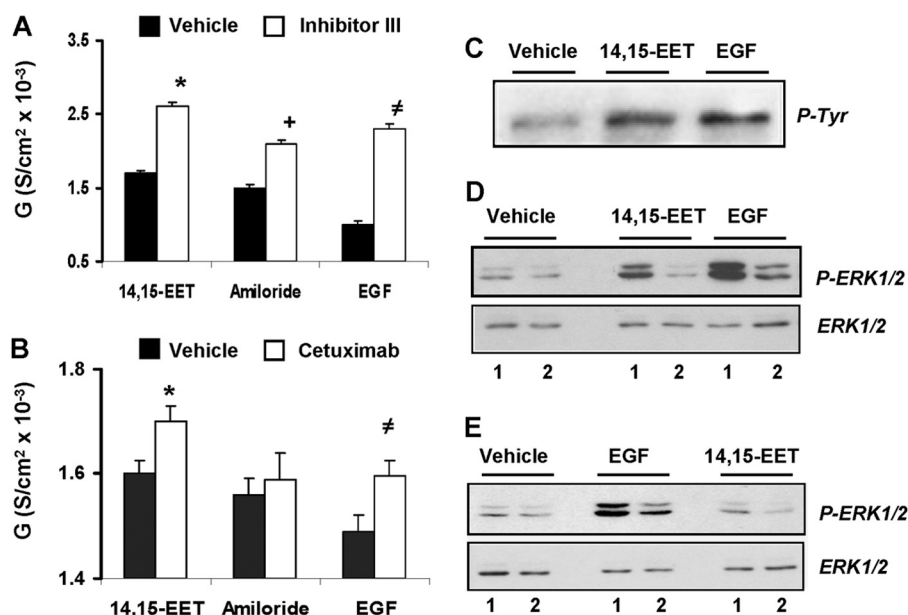 A
Vehicle Inhibitor III
G (S/cm² x 10⁻³)
3.5
2.5
1.5
0.5
14,15-EET Amiloride EGF
*
+
≠
B
Vehicle Cetuximab
G (S/cm² x 10⁻³)
1.8
1.6
1.4
14,15-EET Amiloride EGF
*
≠
C
Vehicle 14,15-EET EGF
P-Tyr
D
Vehicle 14,15-EET EGF
P-ERK1/2
ERK1/2
1 2 1 2 1 2
E
Vehicle EGF 14,15-EET
P-ERK1/2
ERK1/2
1 2 1 2 1 2